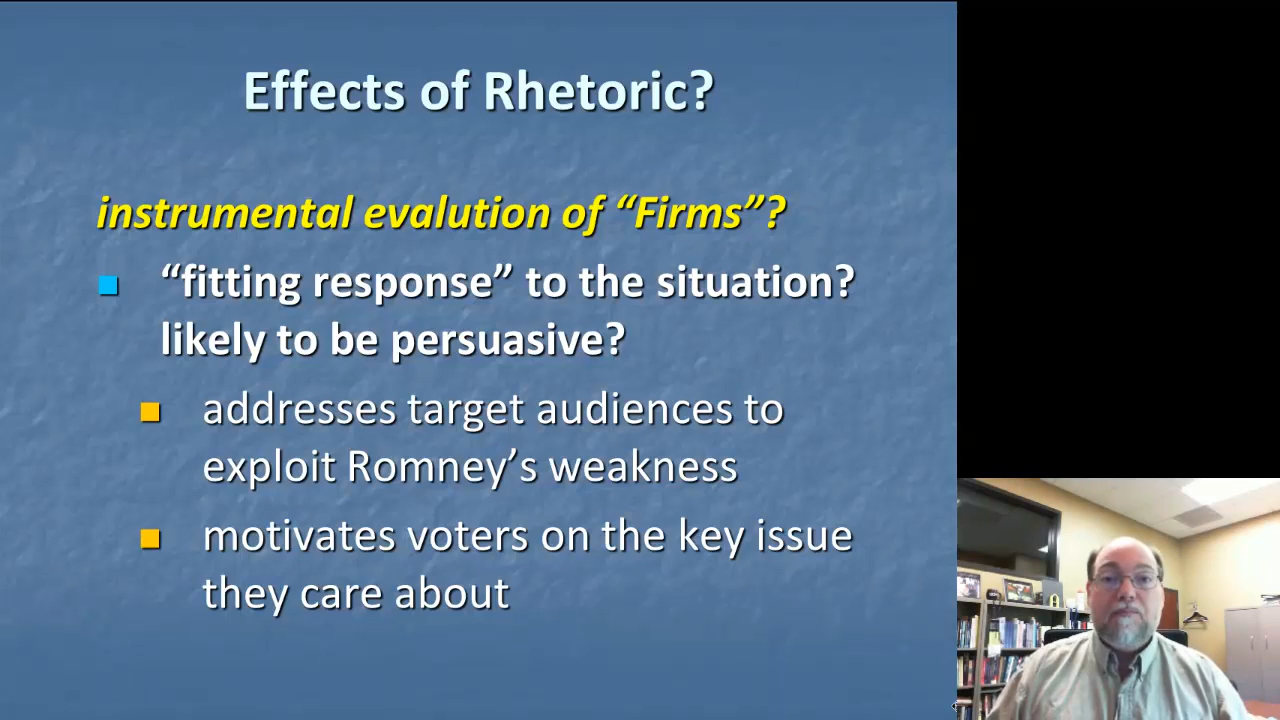 Effects of Rhetoric?
instrumental evalution of “Firms”?
“fitting response” to the situation?
likely to be persuasive?
addresses target audiences to
exploit Romney’s weakness
motivates voters on the key issue
they care about